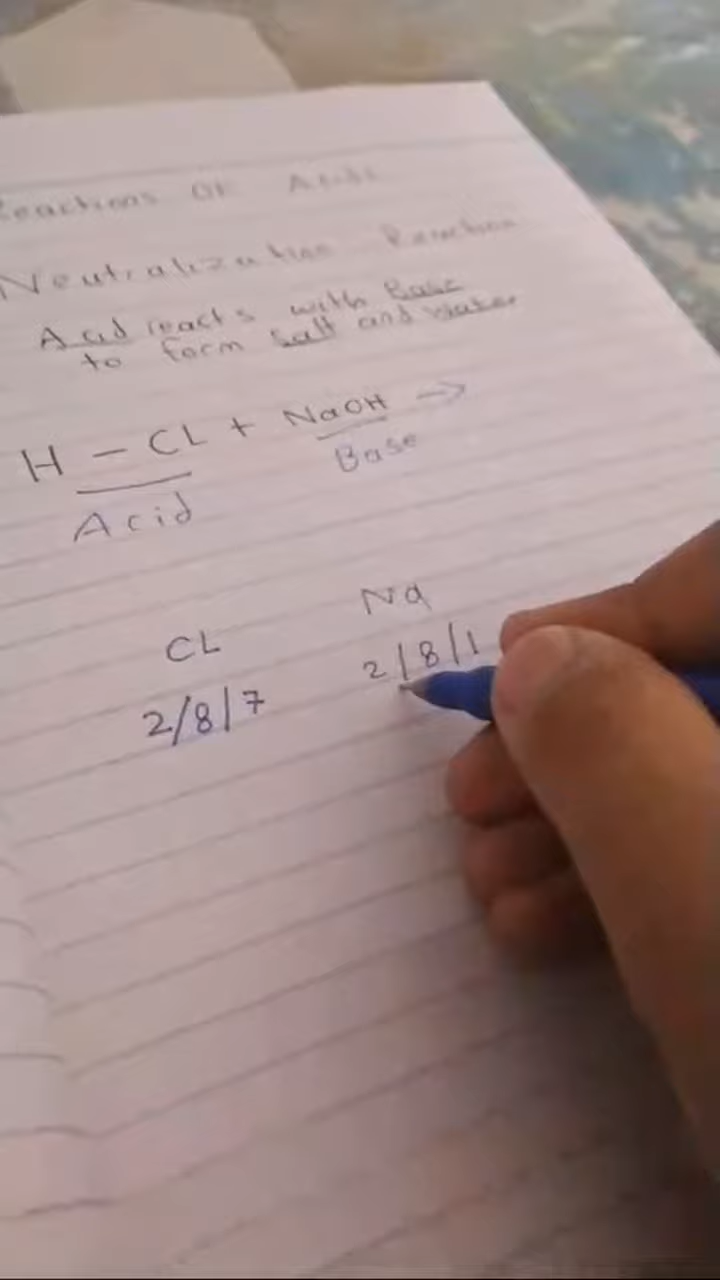 Reactions OF Acids
Neutralization Reaction
Acid reacts with Base
to form Salt and Water
H - CL + NaOH →
Acid Base
CL Na
2/8/7 2/8/1